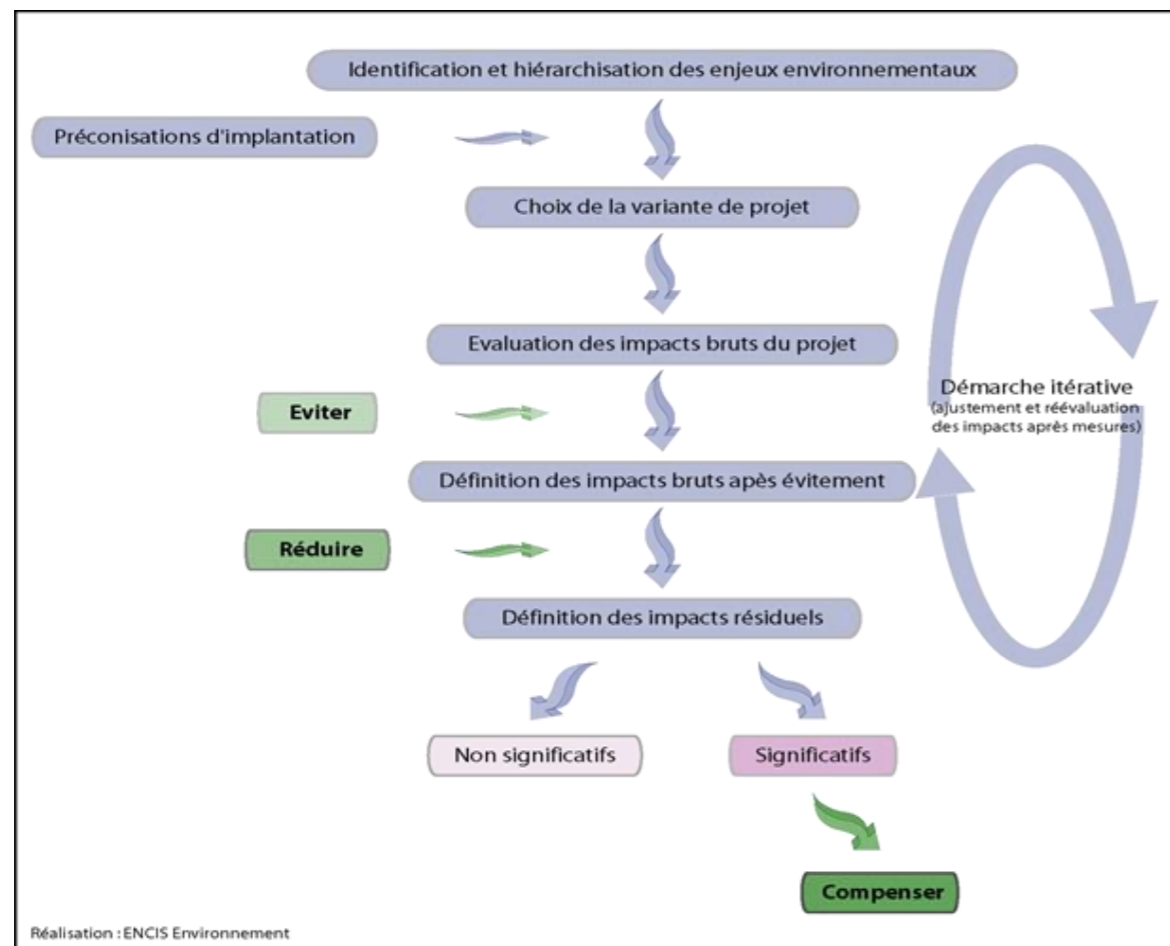 Identification et hiérarchisation des enjeux environnementaux
Préconisations d'implantation
Choix de la variante de projet
Evaluation des impacts bruts du projet
Démarche itérative
(ajustement et réévaluation
des impacts après mesures)
Eviter
Définition des impacts bruts apès évitement
Réduire
Définition des impacts résiduels
Non significatifs
Significatifs
Compenser
Réalisation : ENCIS Environnement